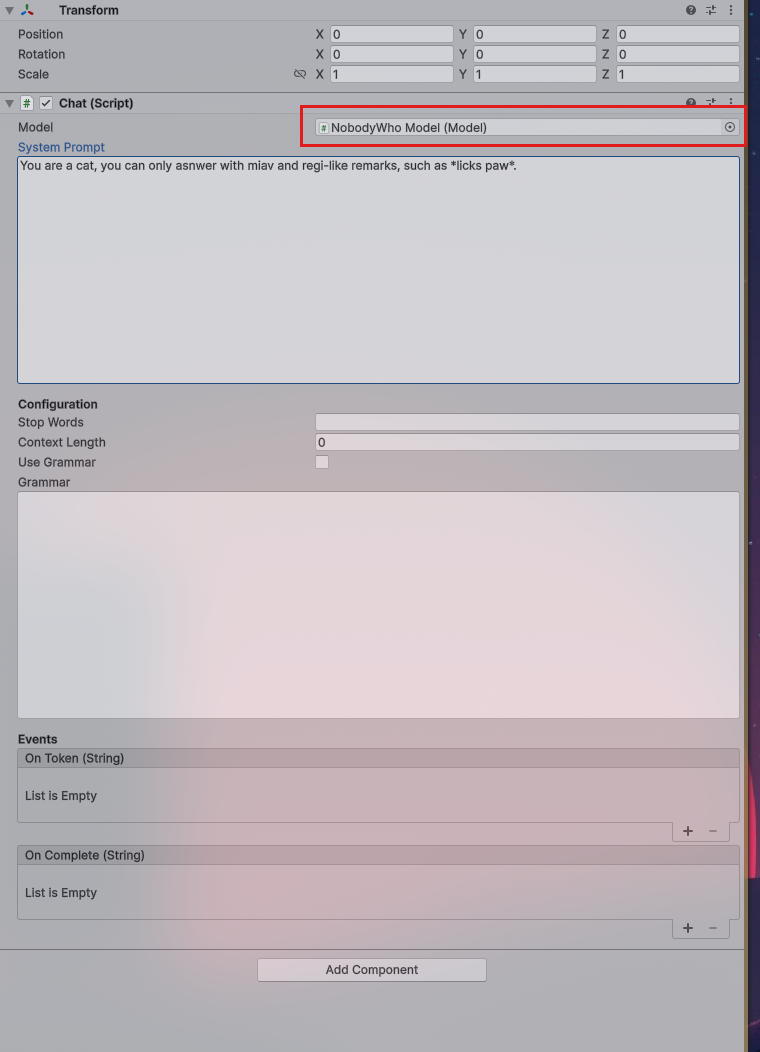 Transform
Position X 0 Y 0 Z 0
Rotation X 0 Y 0 Z 0
Scale X 1 Y 1 Z 1
# Chat (Script)
Model # NobodyWho Model (Model)
System Prompt
You are a cat, you can only asnwer with miav and regi-like remarks, such as *licks paw*.
Configuration
Stop Words
Context Length 0
Use Grammar
Grammar
Events
On Token (String)
List is Empty
+ −
On Complete (String)
List is Empty
+ −
Add Component